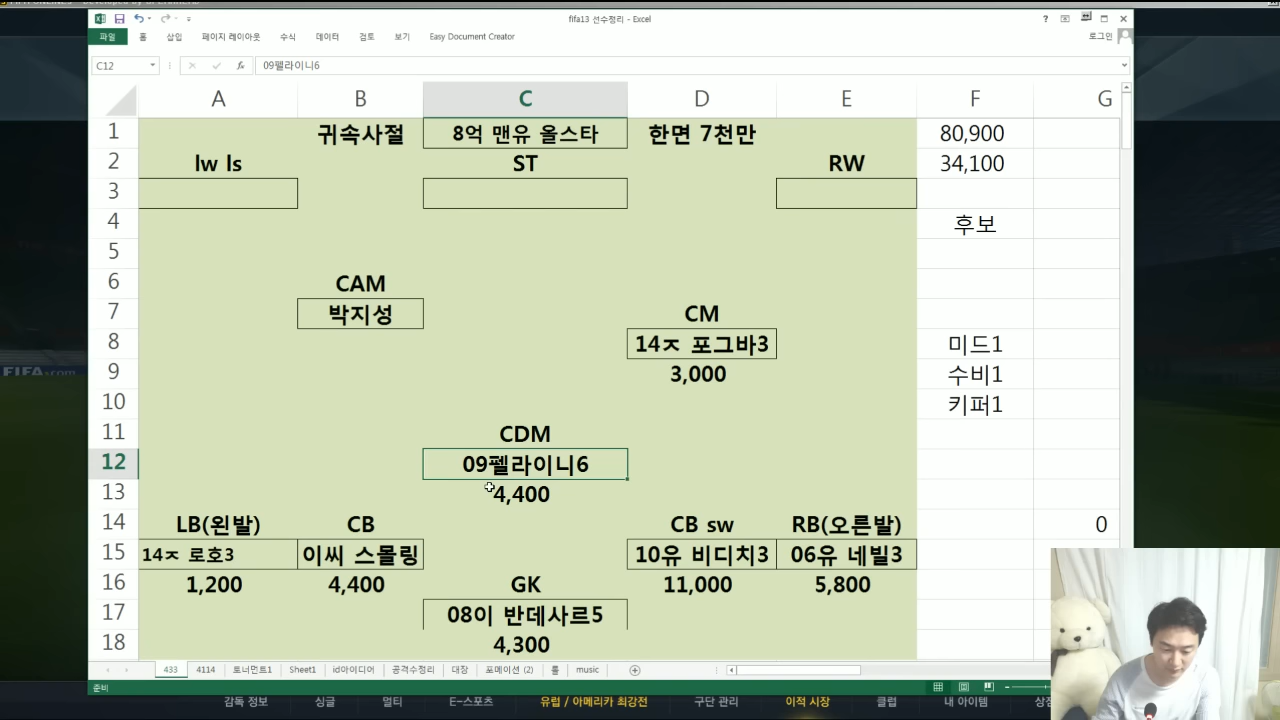 fifa13 선수정리 - Excel
파일 홈 삽입 페이지 레이아웃 수식 데이터 검토 보기 Easy Document Creator 로그인
C12 fx 09펠라이니6
A B C D E F G
1 귀속사절 8억 맨유 올스타 한면 7천만 80,900
2 lw ls ST RW 34,100
3
4 후보
5
6 CAM
7 박지성 CM
8 14ㅈ 포그바3 미드1
9 3,000 수비1
10 키퍼1
11 CDM
12 09펠라이니6
13 4,400
14 LB(왼발) CB CB sw RB(오른발) 0
15 14ㅈ 로호3 이씨 스몰링 10유 비디치3 06유 네빌3
16 1,200 4,400 GK 11,000 5,800
17 08이 반데사르5
18 4,300
433 4114 토너먼트1 Sheet1 id아이디어 공격수정리 대장 포메이션 (2) 룰 music
준비
감독 정보 싱글 멀티 E-스포츠 유럽 / 아메리카 최강전 구단 관리 이적 시장 클럽 내 아이템
FIFA